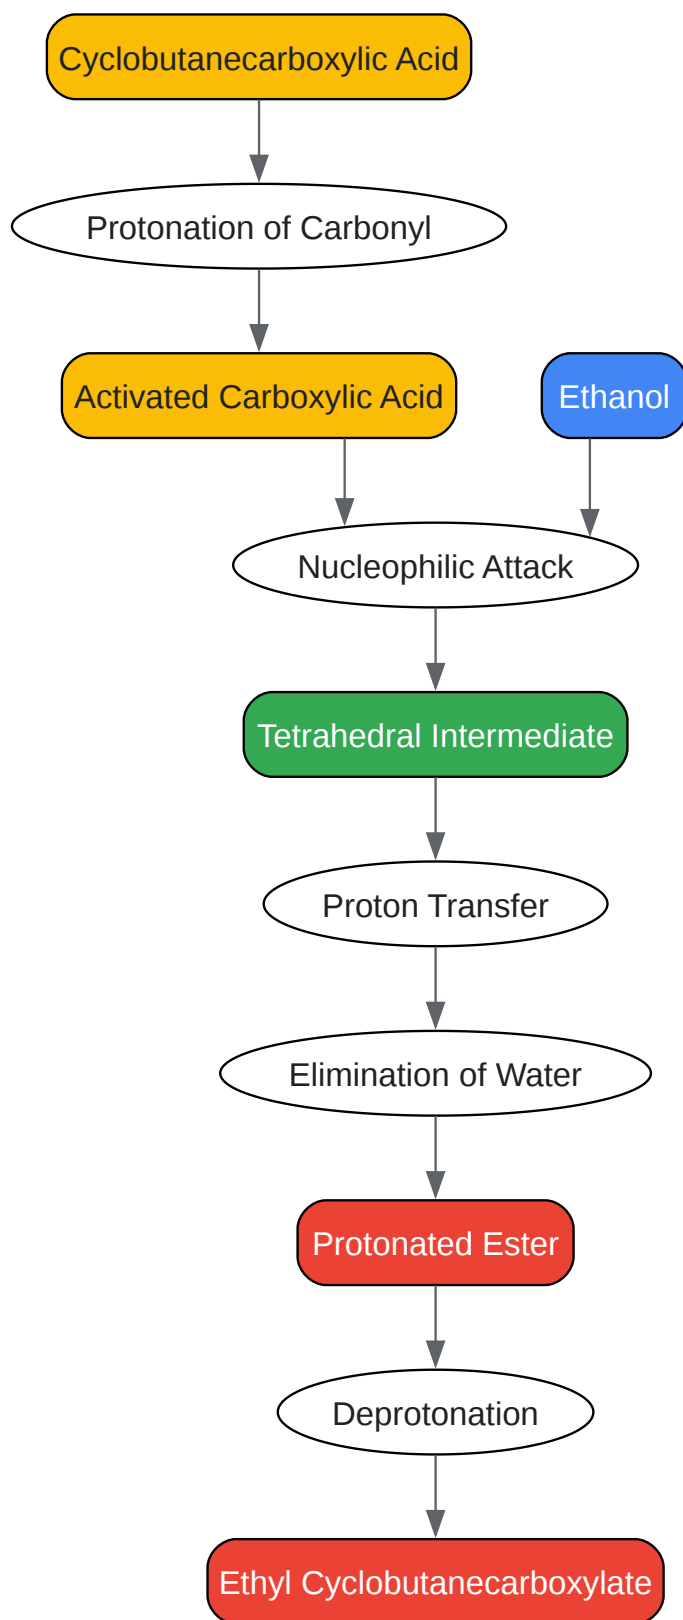 Cyclobutanecarboxylic Acid
Protonation of Carbonyl
Activated Carboxylic Acid
Ethanol
Nucleophilic Attack
Tetrahedral Intermediate
Proton Transfer
Elimination of Water
Protonated Ester
Deprotonation
Ethyl Cyclobutanecarboxylate